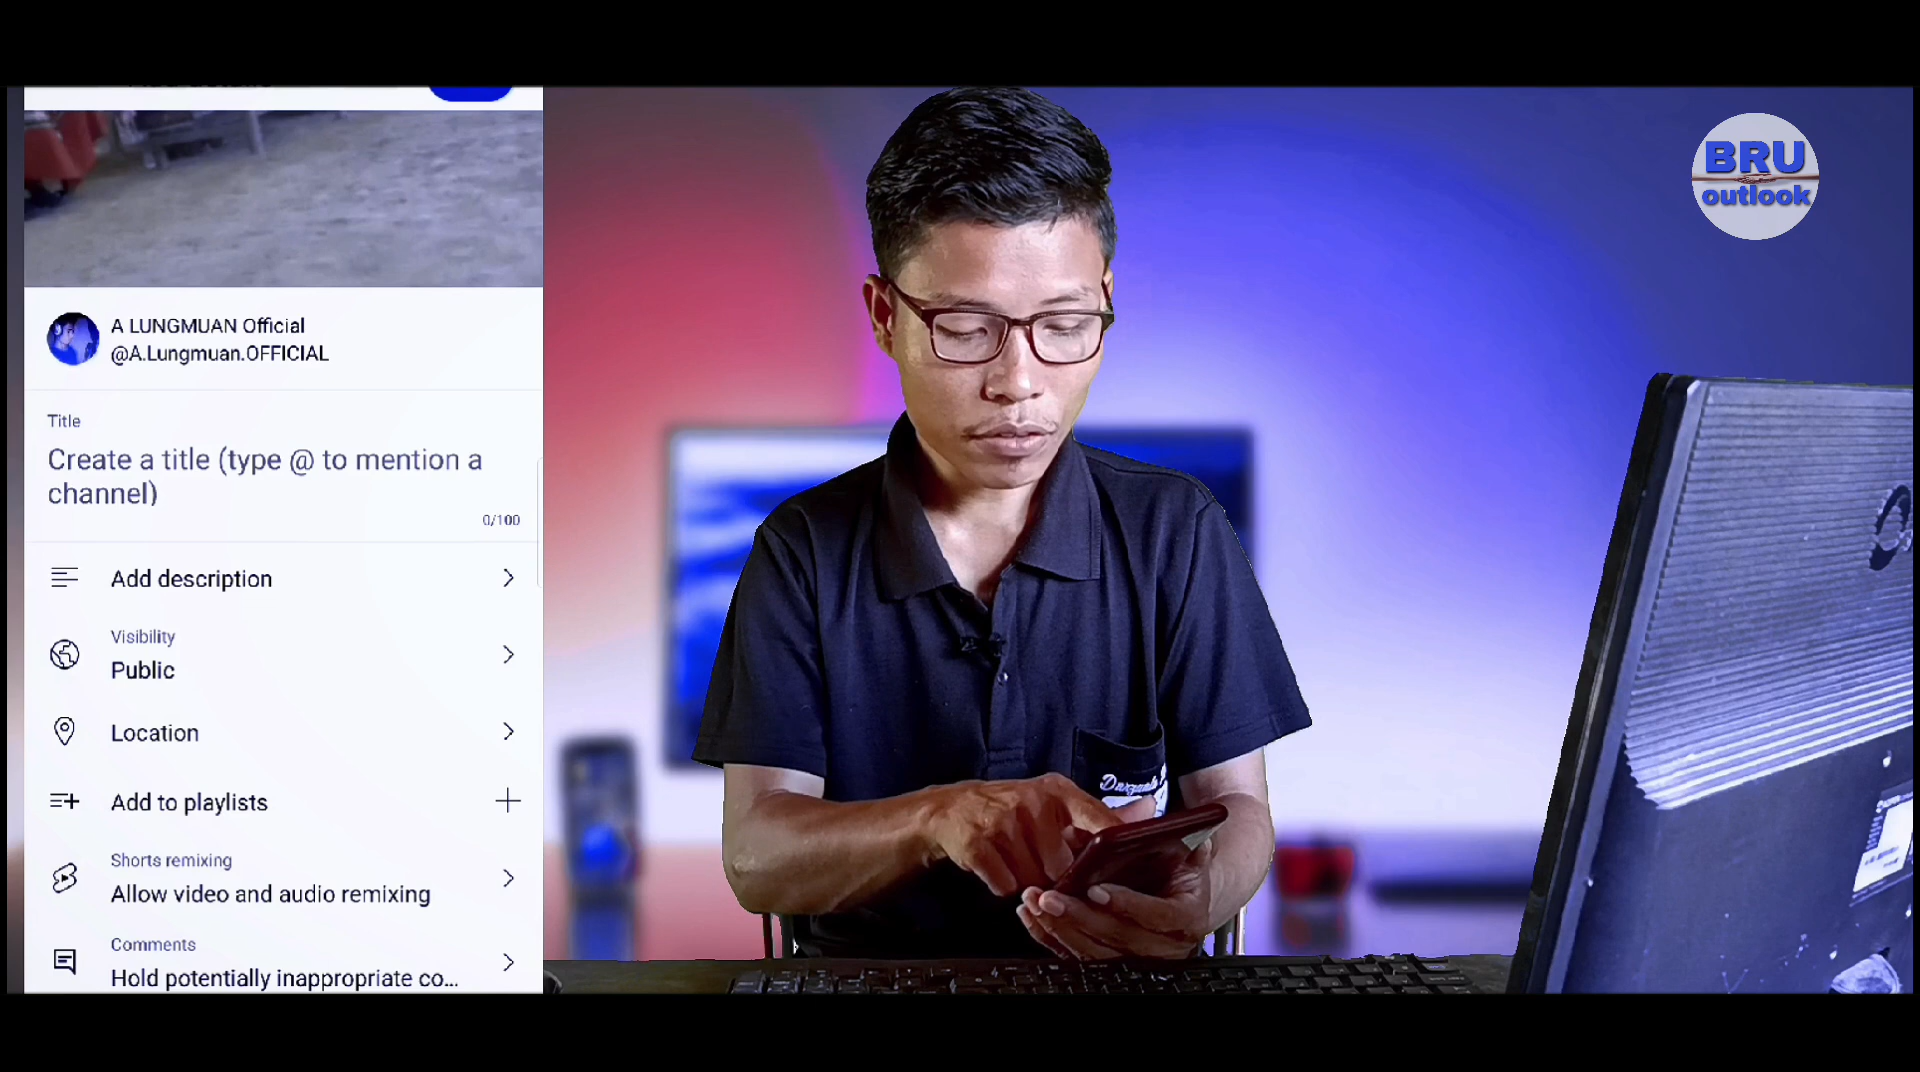 BRU
outlook
A LUNGMUAN Official
@A.Lungmuan.OFFICIAL
Title
Create a title (type @ to mention a
channel)
0/100
Add description
Visibility
Public
Location
Add to playlists
Shorts remixing
Allow video and audio remixing
Comments
Hold potentially inappropriate co...